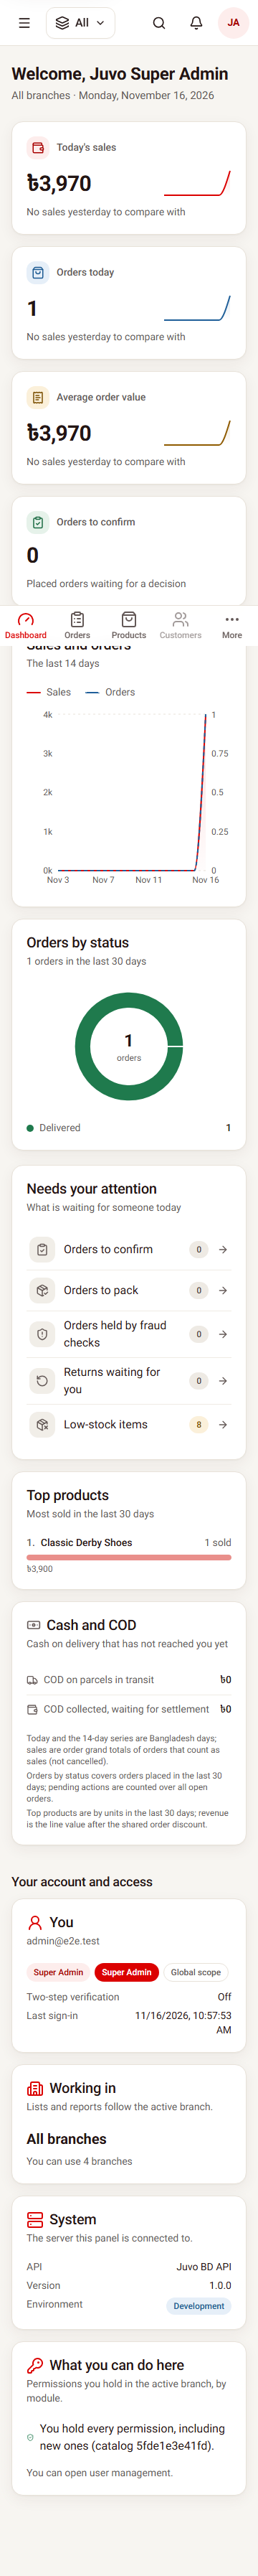 All
JA
Welcome, Juvo Super Admin
All branches · Monday, November 16, 2026
Today's sales
৳3,970
No sales yesterday to compare with
Orders today
1
No sales yesterday to compare with
Average order value
৳3,970
No sales yesterday to compare with
Orders to confirm
0
Placed orders waiting for a decision
Dashboard Orders Products Customers More
Sales and orders
The last 14 days
Sales Orders
4k 1
3k 0.75
2k 0.5
1k 0.25
0k 0
Nov 3 Nov 7 Nov 11 Nov 16
Orders by status
1 orders in the last 30 days
1
orders
Delivered 1
Needs your attention
What is waiting for someone today
Orders to confirm 0
Orders to pack 0
Orders held by fraud
checks 0
Returns waiting for
you 0
Low-stock items 8
Top products
Most sold in the last 30 days
1. Classic Derby Shoes 1 sold
৳3,900
Cash and COD
Cash on delivery that has not reached you yet
COD on parcels in transit ৳0
COD collected, waiting for settlement ৳0
Today and the 14-day series are Bangladesh days;
sales are order grand totals of orders that count as
sales (not cancelled).
Orders by status covers orders placed in the last 30
days; pending actions are counted over all open
orders.
Top products are by units in the last 30 days; revenue
is the line value after the shared order discount.
Your account and access
You
admin@e2e.test
Super Admin Super Admin Global scope
Two-step verification Off
Last sign-in 11/16/2026, 10:57:53
AM
Working in
Lists and reports follow the active branch.
All branches
You can use 4 branches
System
The server this panel is connected to.
API Juvo BD API
Version 1.0.0
Environment Development
What you can do here
Permissions you hold in the active branch, by
module.
You hold every permission, including
new ones (catalog 5fde1e3e41fd).
You can open user management.